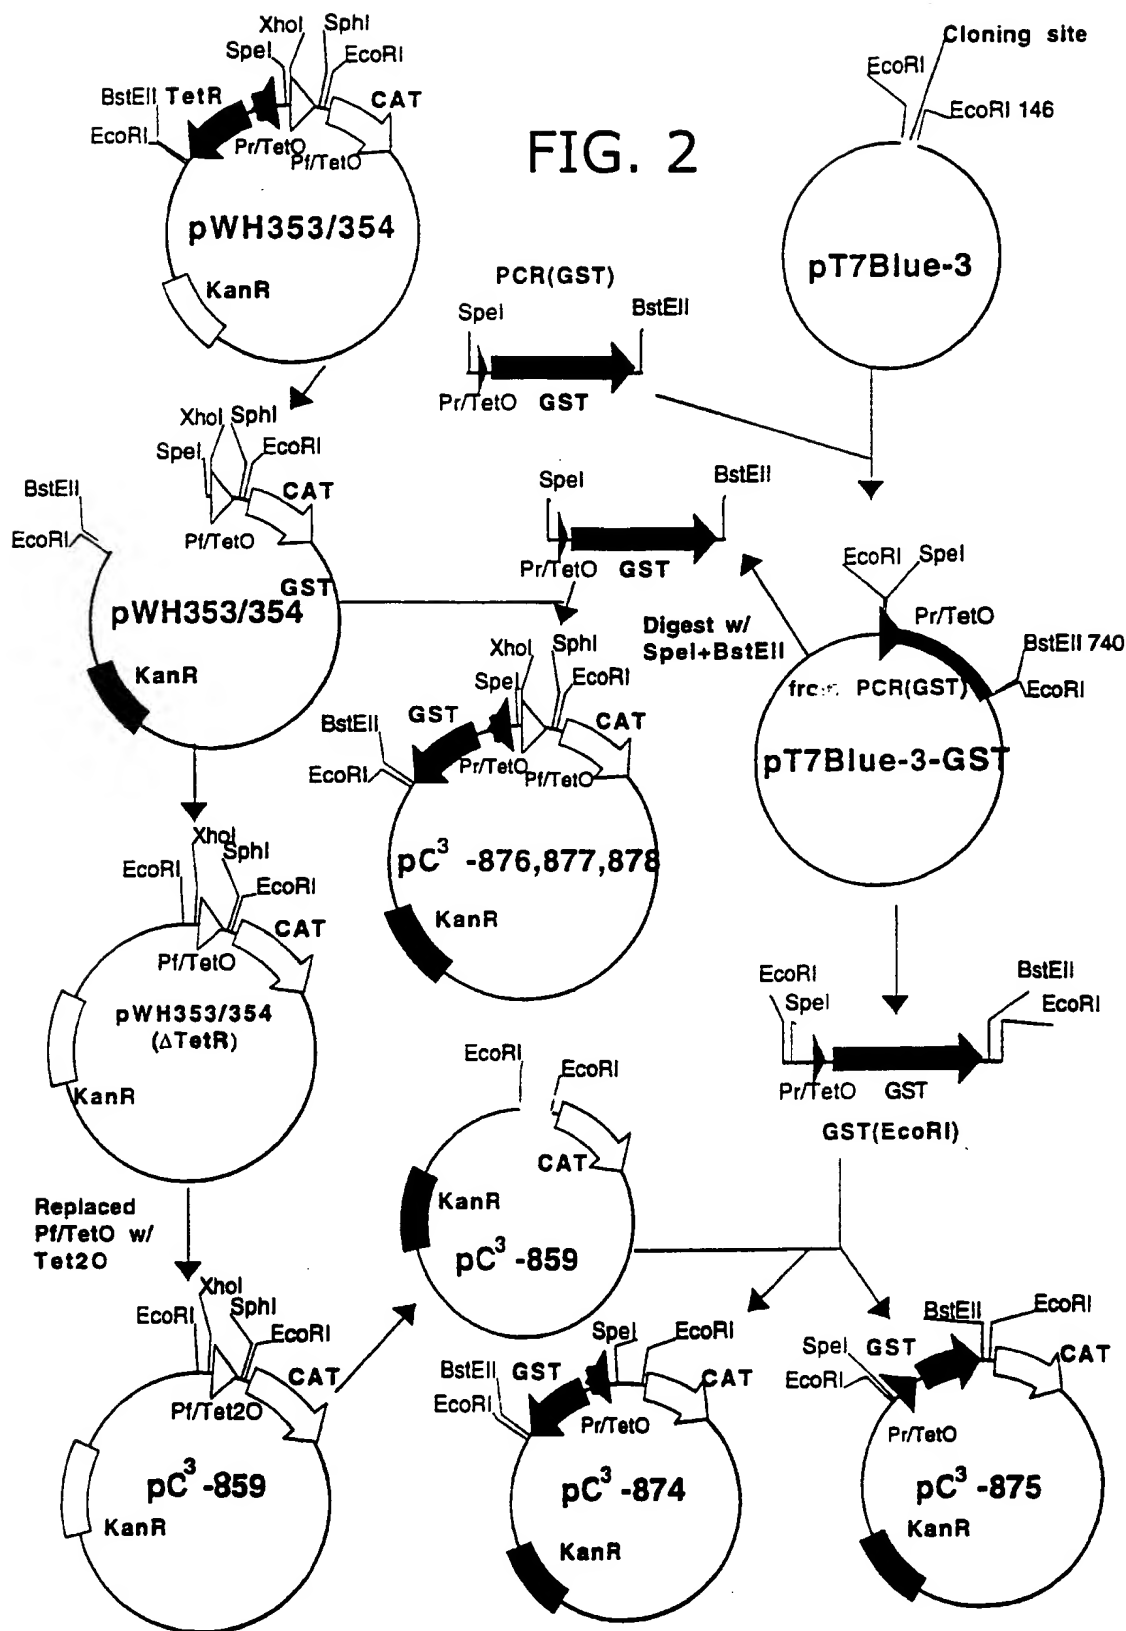 FIG. 2
XhoI
SphI
SpeI
EcoRI
BstEII
TetR
CAT
EcoRI
Pr/TetO
Pf/TetO
pWH353/354
KanR
Cloning site
EcoRI
EcoRI 146
pT7Blue-3
PCR(GST)
SpeI
BstEII
Pr/TetO
GST
XhoI
SphI
SpeI
EcoRI
BstEII
CAT
EcoRI
Pf/TetO
GST
pWH353/354
KanR
SpeI
BstEII
Pr/TetO
GST
Digest w/
SpeI+BstEII
EcoRI
SpeI
Pr/TetO
BstEII 740
EcoRI
PCR(GST)
pT7Blue-3-GST
XhoI
SphI
SpeI
EcoRI
GST
CAT
BstEII
EcoRI
Pr/TetO
Pf/TetO
pC3 -876,877,878
KanR
XhoI
SphI
EcoRI
EcoRI
CAT
Pf/TetO
pWH353/354
(ΔTetR)
KanR
EcoRI
SpeI
BstEII
EcoRI
Pr/TetO
GST
GST(EcoRI)
EcoRI
EcoRI
CAT
KanR
pC3 -859
Replaced
Pf/TetO w/
Tet2O
XhoI
SphI
EcoRI
EcoRI
CAT
Pf/Tet2O
pC3 -859
KanR
SpeI
EcoRI
BstEII
GST
CAT
EcoRI
Pr/TetO
pC3 -874
KanR
BstEII
EcoRI
SpeI
GST
CAT
EcoRI
Pr/TetO
pC3 -875
KanR